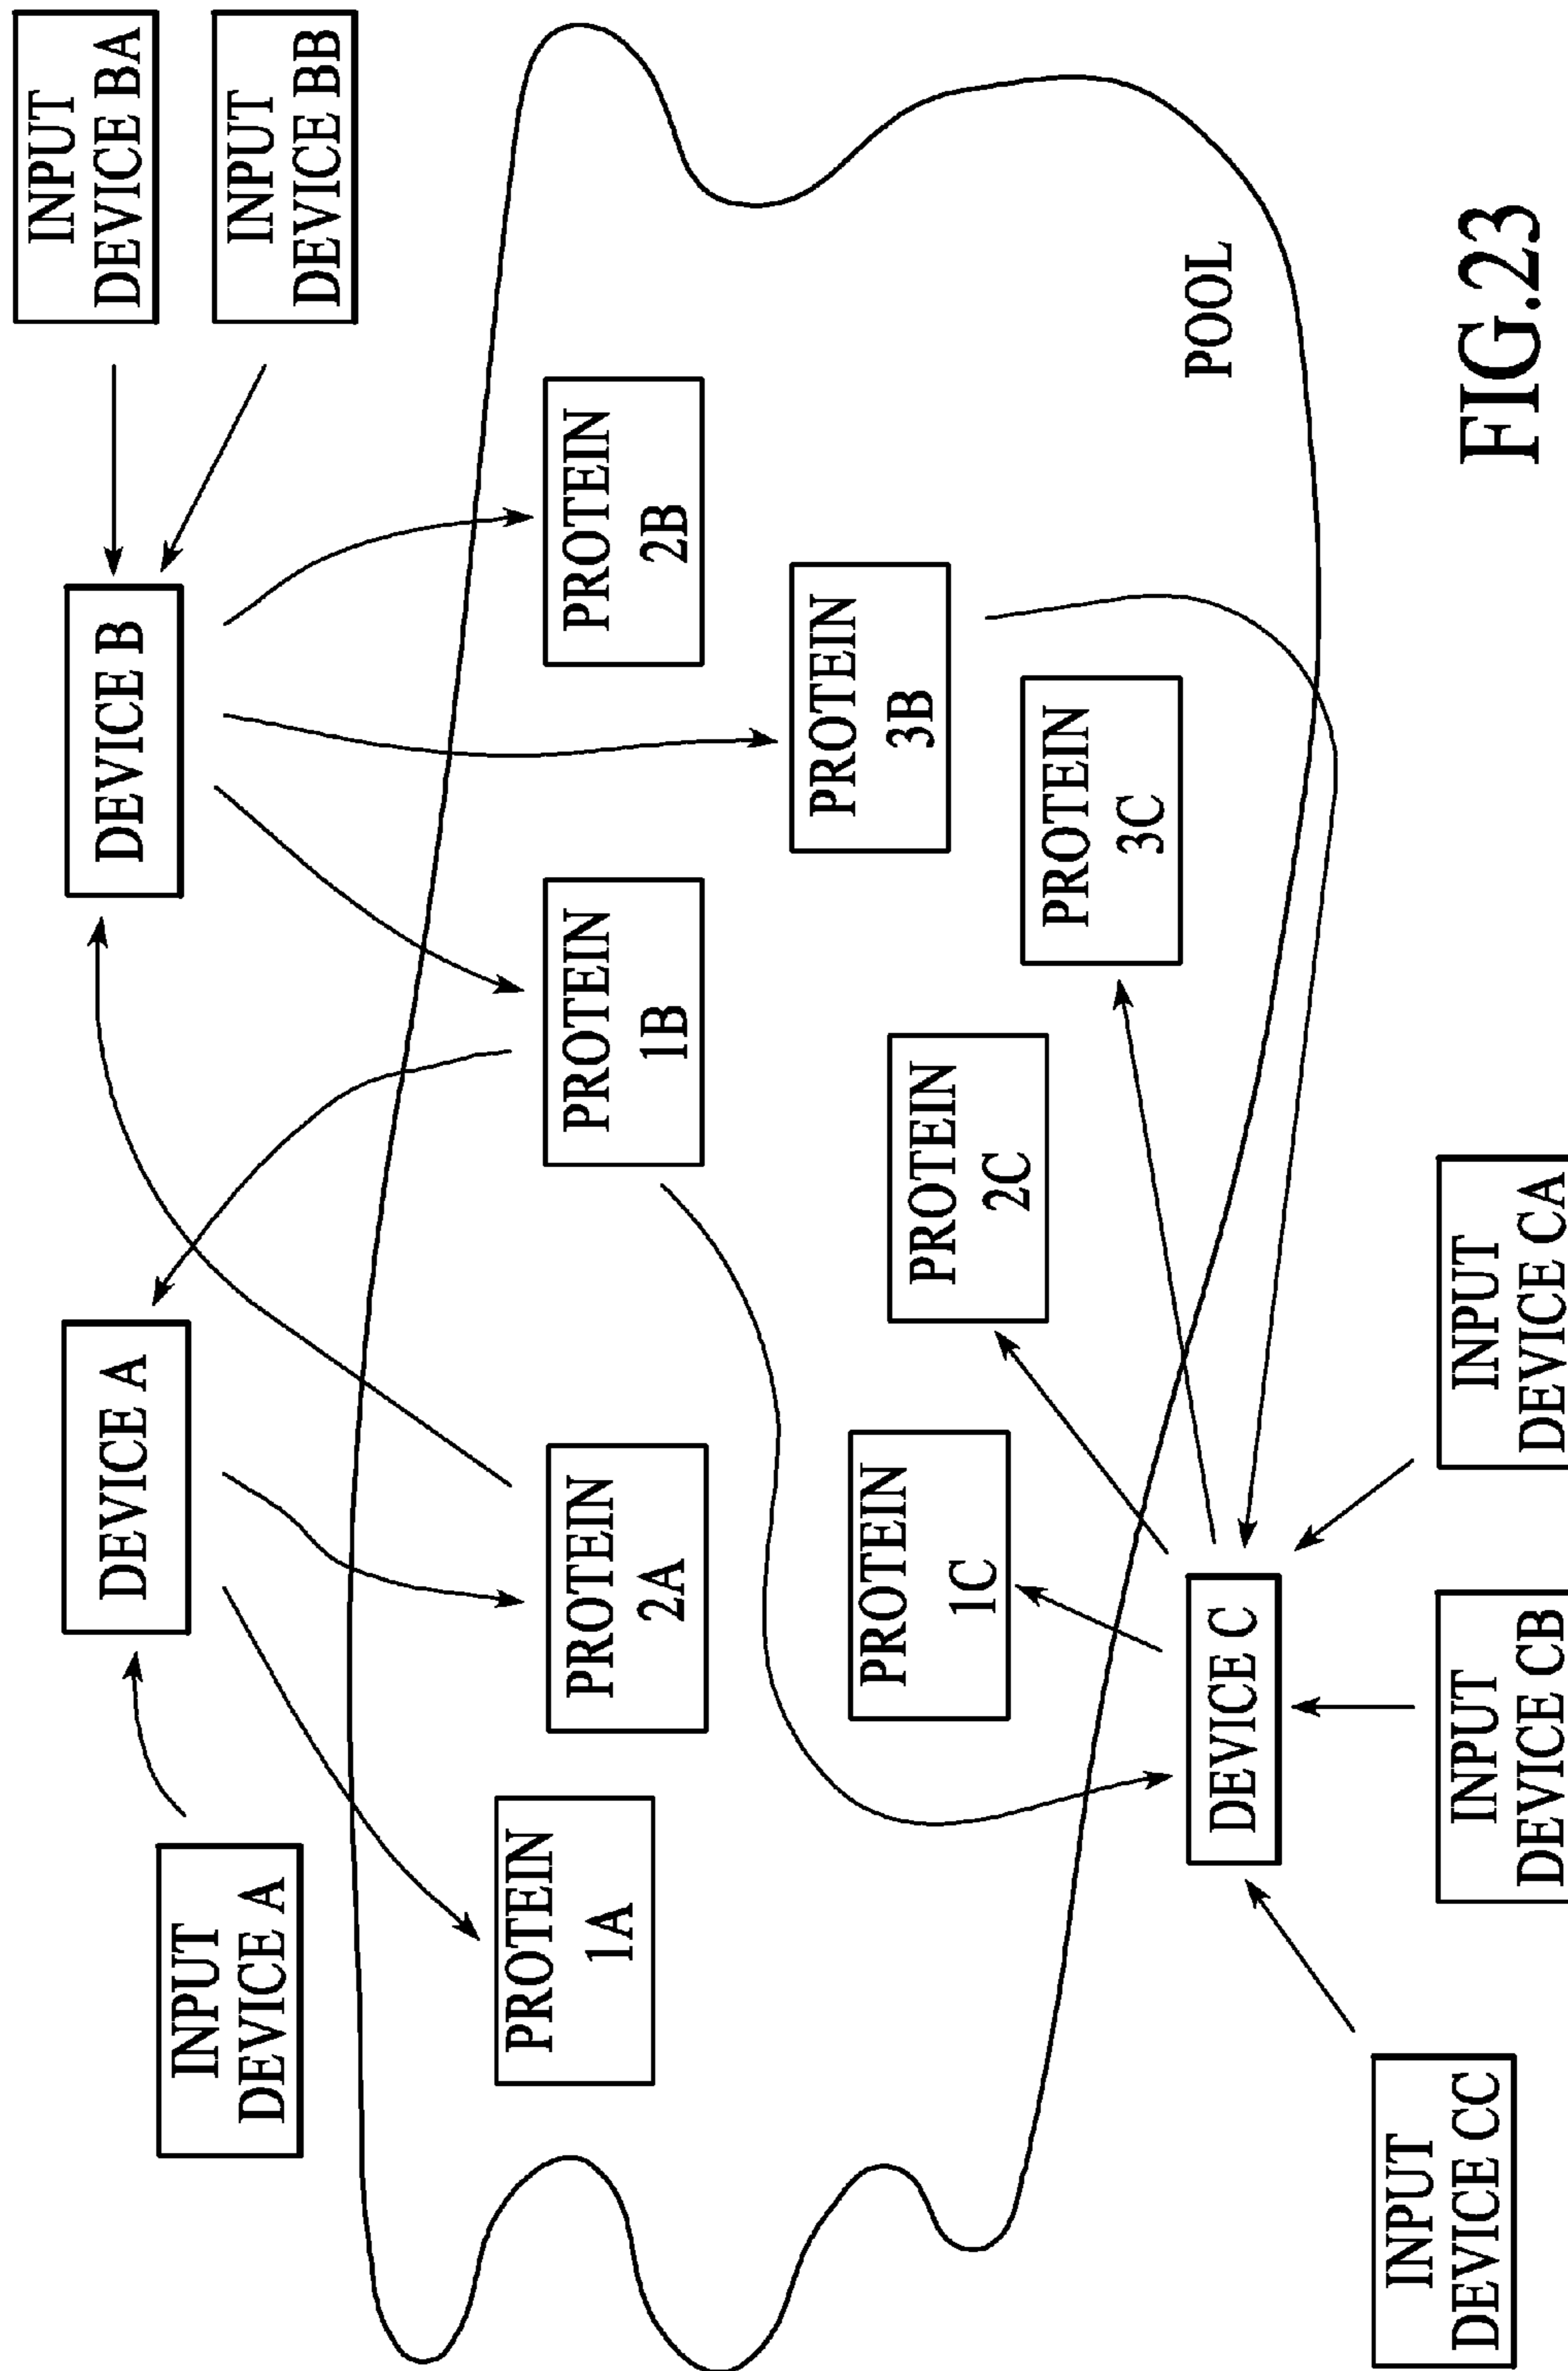 INPUT
DEVICE A
DEVICE A
DEVICE B
INPUT
DEVICE BA
INPUT
DEVICE BB
PROTEIN
1A
PROTEIN
2A
PROTEIN
1B
PROTEIN
2B
PROTEIN
3B
PROTEIN
1C
PROTEIN
2C
PROTEIN
3C
POOL
DEVICE C
INPUT
DEVICE CC
INPUT
DEVICE CB
INPUT
DEVICE CA
FIG.23